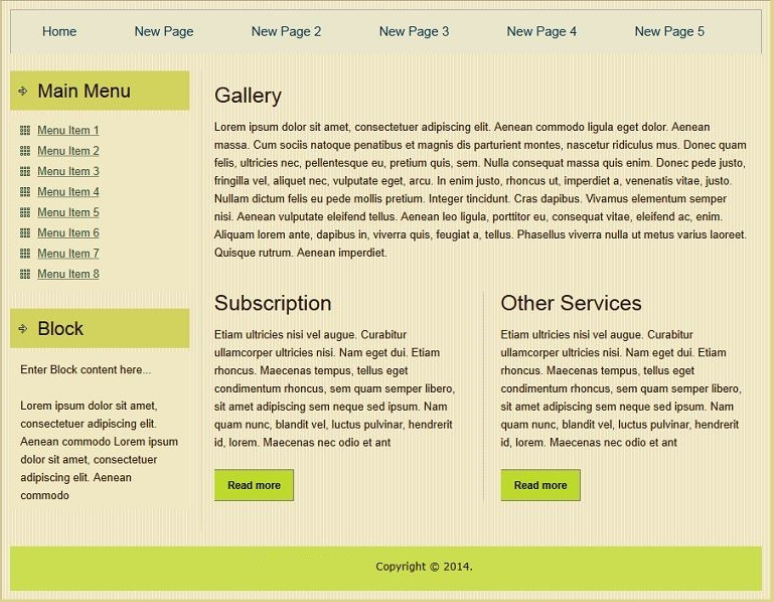 Home New Page New Page 2 New Page 3 New Page 4 New Page 5
Main Menu
Menu Item 1
Menu Item 2
Menu Item 3
Menu Item 4
Menu Item 5
Menu Item 6
Menu Item 7
Menu Item 8
Block
Enter Block content here...
Lorem ipsum dolor sit amet,
consectetuer adipiscing elit.
Aenean commodo Lorem ipsum
dolor sit amet, consectetuer
adipiscing elit. Aenean
commodo
Gallery
Lorem ipsum dolor sit amet, consectetuer adipiscing elit. Aenean commodo ligula eget dolor. Aenean
massa. Cum sociis natoque penatibus et magnis dis parturient montes, nascetur ridiculus mus. Donec quam
felis, ultricies nec, pellentesque eu, pretium quis, sem. Nulla consequat massa quis enim. Donec pede justo,
fringilla vel, aliquet nec, vulputate eget, arcu. In enim justo, rhoncus ut, imperdiet a, venenatis vitae, justo.
Nullam dictum felis eu pede mollis pretium. Integer tincidunt. Cras dapibus. Vivamus elementum semper
nisi. Aenean vulputate eleifend tellus. Aenean leo ligula, porttitor eu, consequat vitae, eleifend ac, enim.
Aliquam lorem ante, dapibus in, viverra quis, feugiat a, tellus. Phasellus viverra nulla ut metus varius laoreet.
Quisque rutrum. Aenean imperdiet.
Subscription
Etiam ultricies nisi vel augue. Curabitur
ullamcorper ultricies nisi. Nam eget dui. Etiam
rhoncus. Maecenas tempus, tellus eget
condimentum rhoncus, sem quam semper libero,
sit amet adipiscing sem neque sed ipsum. Nam
quam nunc, blandit vel, luctus pulvinar, hendrerit
id, lorem. Maecenas nec odio et ant
Read more
Other Services
Etiam ultricies nisi vel augue. Curabitur
ullamcorper ultricies nisi. Nam eget dui. Etiam
rhoncus. Maecenas tempus, tellus eget
condimentum rhoncus, sem quam semper libero,
sit amet adipiscing sem neque sed ipsum. Nam
quam nunc, blandit vel, luctus pulvinar, hendrerit
id, lorem. Maecenas nec odio et ant
Read more
Copyright © 2014.